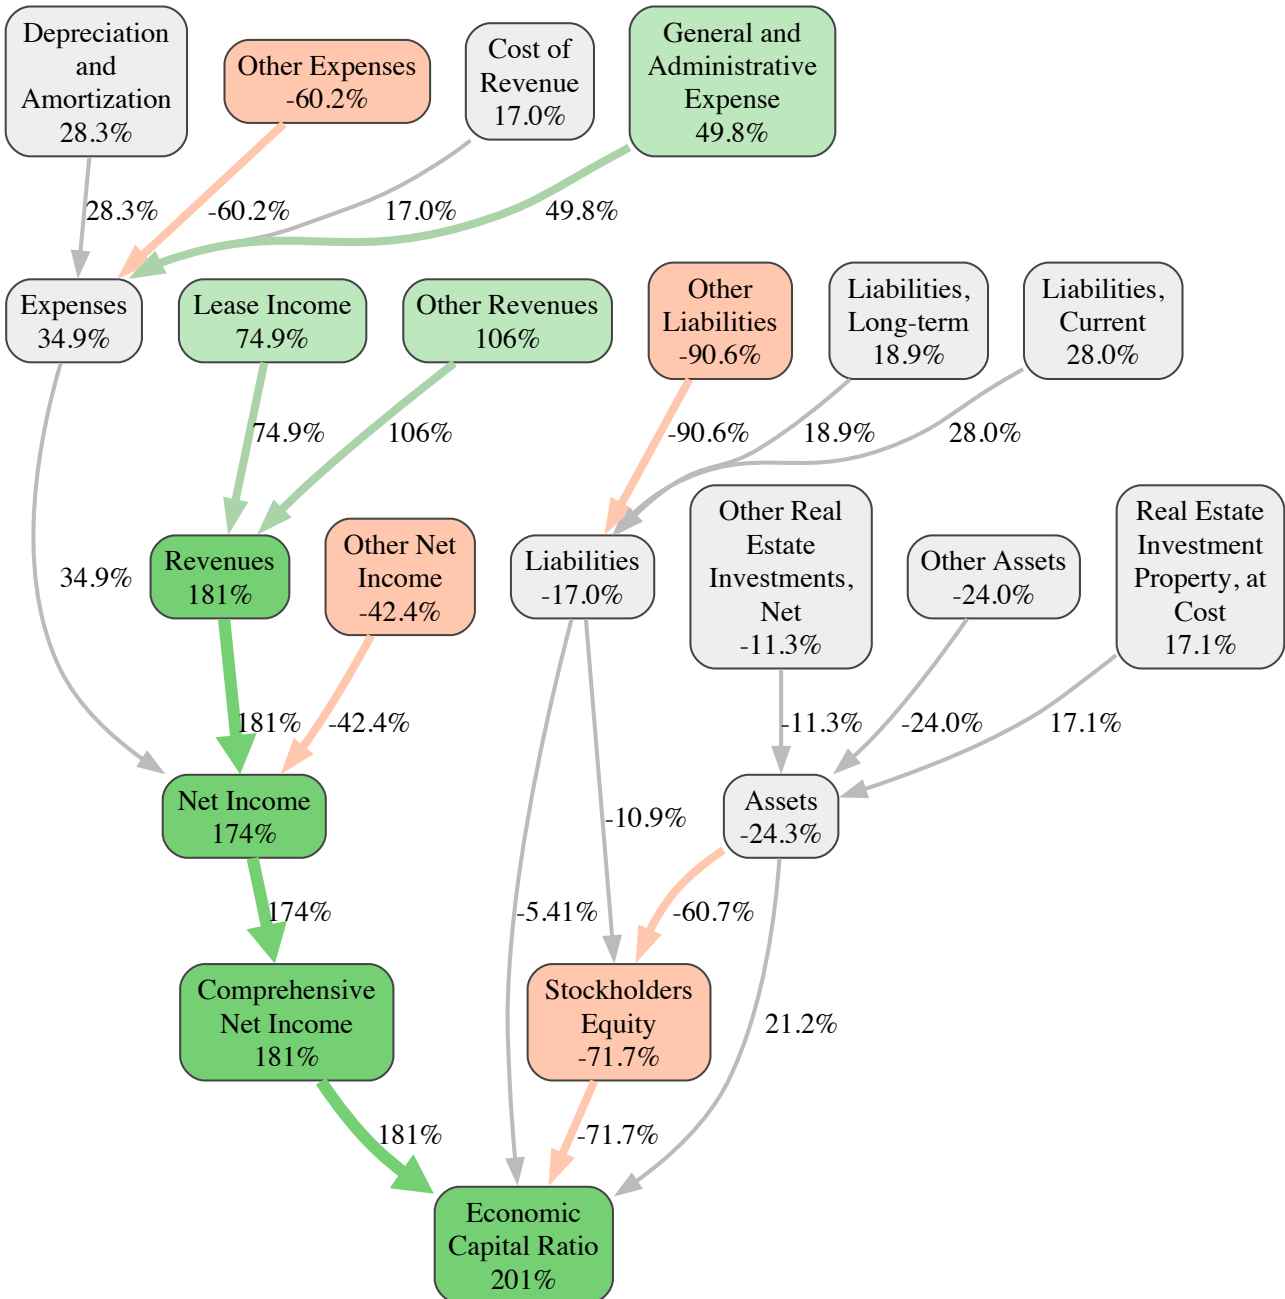 Depreciation
and
Amortization
28.3%
Other Expenses
-60.2%
Cost of
Revenue
17.0%
General and
Administrative
Expense
49.8%
28.3%
-60.2%
17.0%
49.8%
Expenses
34.9%
Lease Income
74.9%
Other Revenues
106%
Other
Liabilities
-90.6%
Liabilities,
Long-term
18.9%
Liabilities,
Current
28.0%
74.9%
106%
-90.6%
18.9%
28.0%
34.9%
Revenues
181%
Other Net
Income
-42.4%
Liabilities
-17.0%
Other Real
Estate
Investments,
Net
-11.3%
Other Assets
-24.0%
Real Estate
Investment
Property, at
Cost
17.1%
181%
-42.4%
-11.3%
-24.0%
17.1%
Net Income
174%
-10.9%
Assets
-24.3%
174%
-5.41%
-60.7%
Comprehensive
Net Income
181%
Stockholders
Equity
-71.7%
21.2%
181%
-71.7%
Economic
Capital Ratio
201%